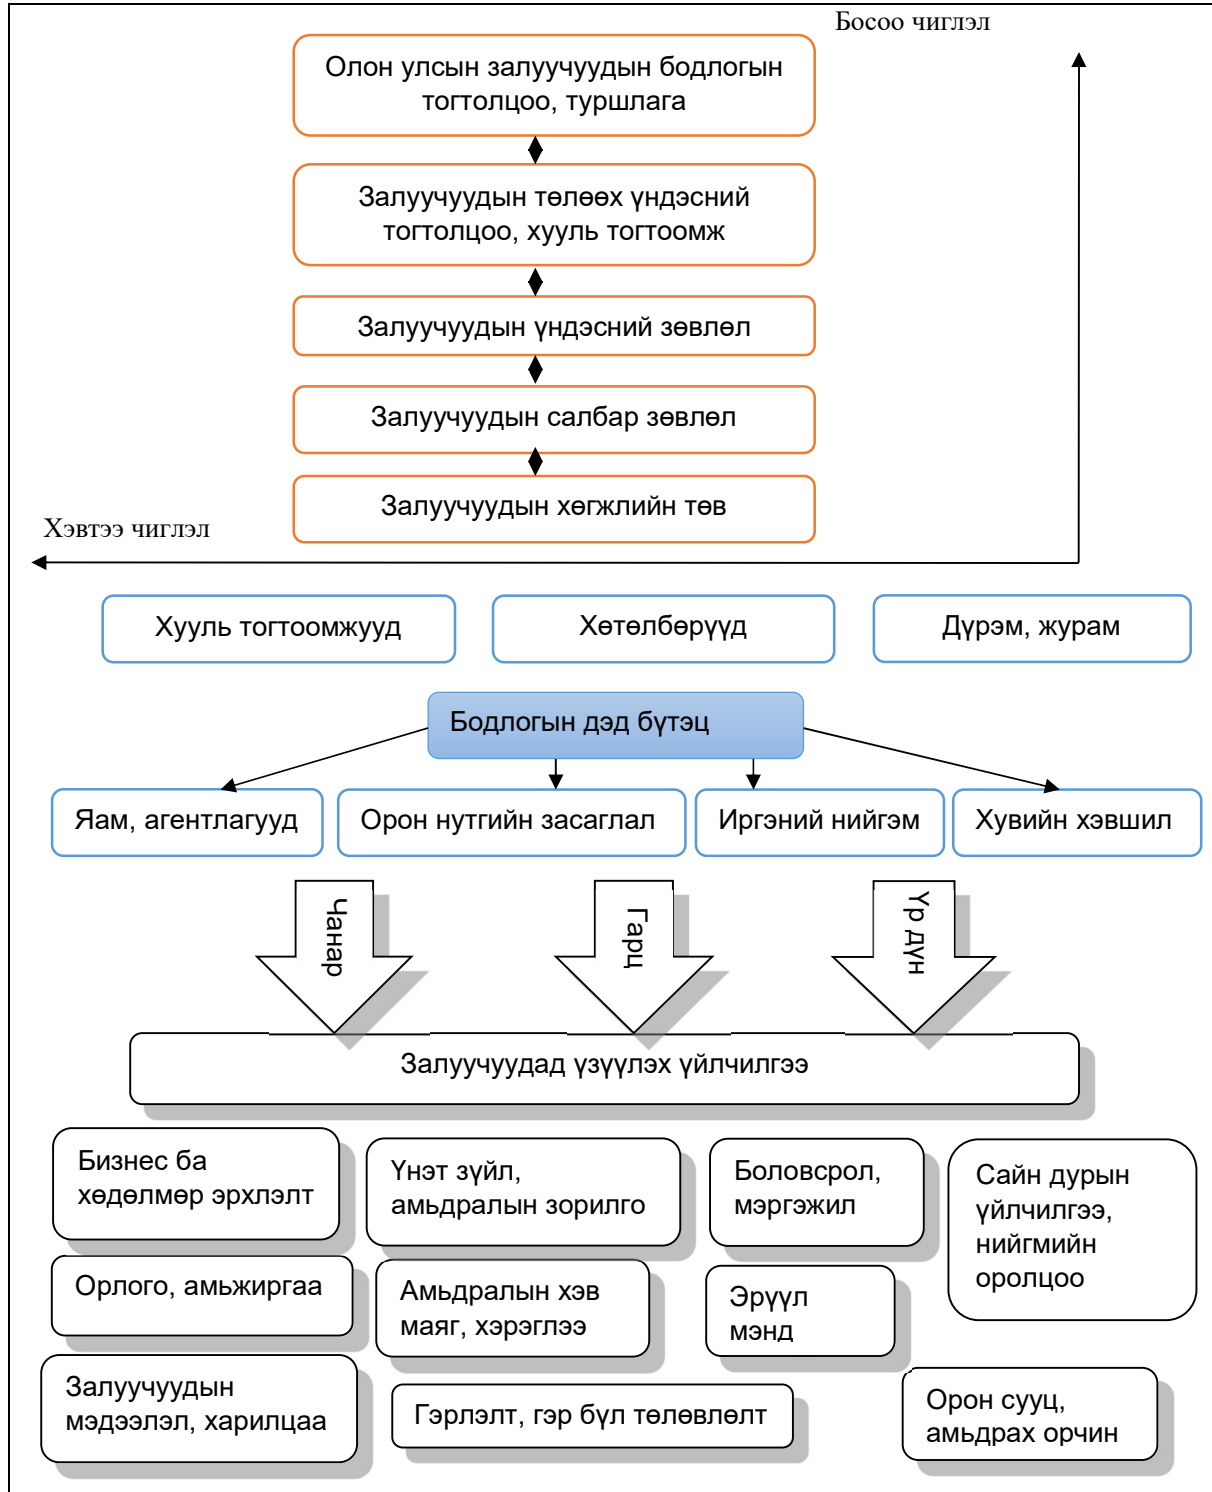 Босоо чиглэл
Олон улсын залуучуудын бодлогын
тогтолцоо, туршлага
Залуучуудын төлөөх үндэсний
тогтолцоо, хууль тогтоомж
Залуучуудын үндэсний зөвлөл
Залуучуудын салбар зөвлөл
Залуучуудын хөгжлийн төв
Хэвтээ чиглэл
Хууль тогтоомжууд
Хөтөлбөрүүд
Дүрэм, журам
Бодлогын дэд бүтэц
Яам, агентлагууд
Орон нутгийн засаглал
Иргэний нийгэм
Хувийн хэвшил
Чанар
Гарц
Үр дүн
Залуучуудад үзүүлэх үйлчилгээ
Бизнес ба
хөдөлмөр эрхлэлт
Үнэт зүйл,
амьдралын зорилго
Боловсрол,
мэргэжил
Сайн дурын
үйлчилгээ,
нийгмийн
оролцоо
Орлого, амьжиргаа
Амьдралын хэв
маяг, хэрэглээ
Эрүүл
мэнд
Залуучуудын
мэдээлэл, харилцаа
Гэрлэлт, гэр бүл төлөвлөлт
Орон сууц,
амьдрах орчин